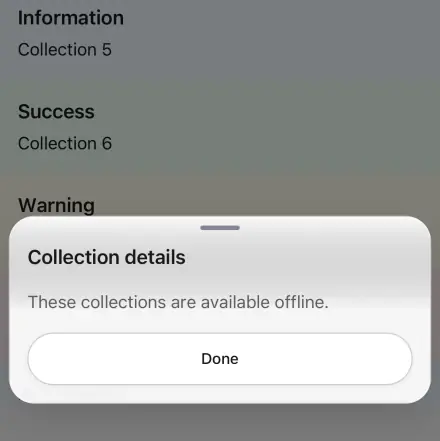 Information
Collection 5
Success
Collection 6
Warning
Collection details
These collections are available offline.
Done